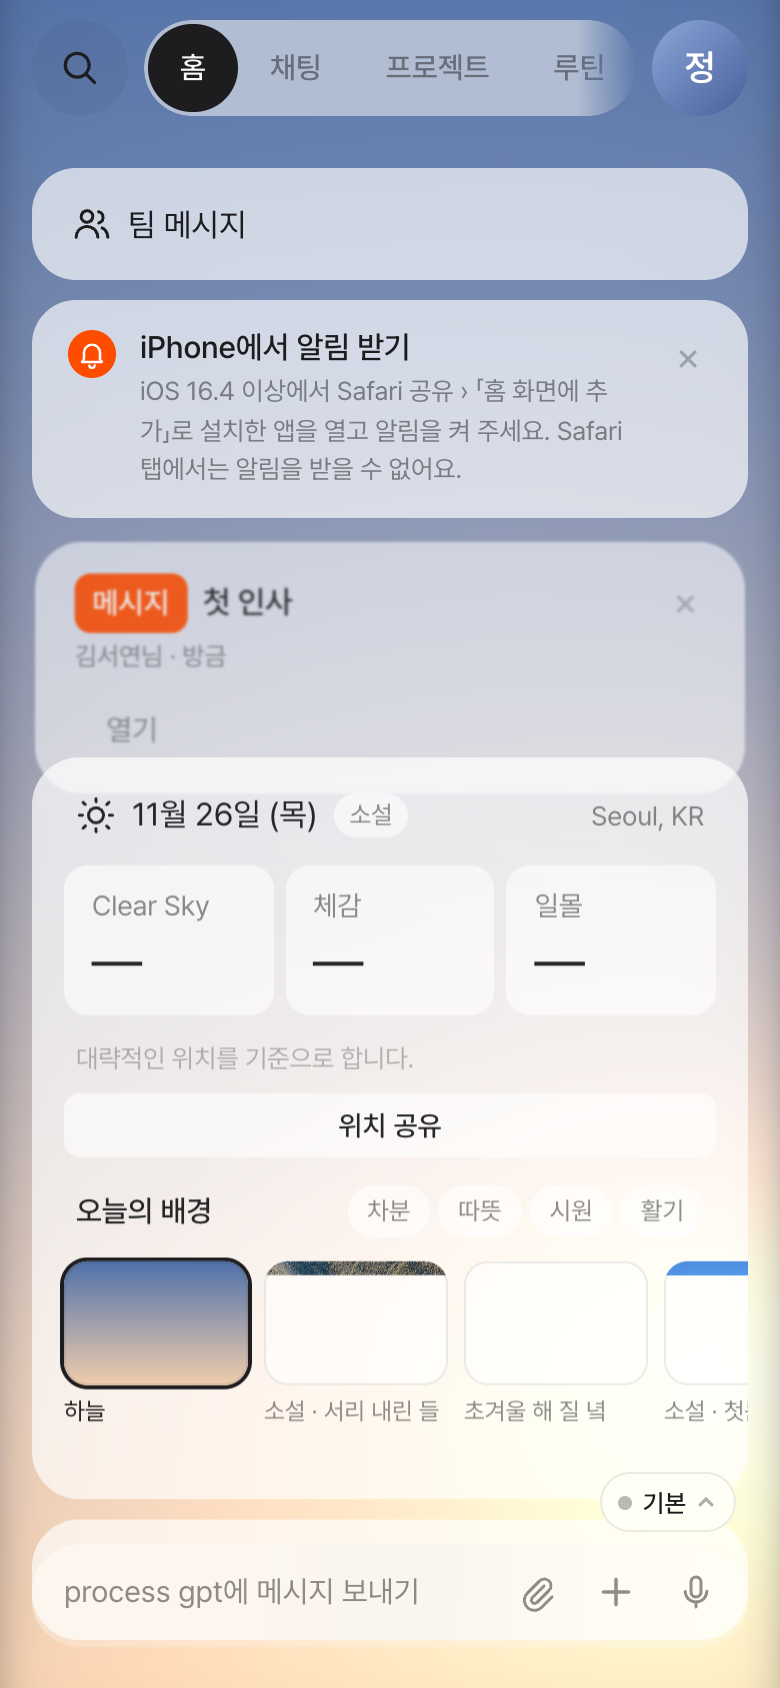 홈 채팅 프로젝트 루틴 정
팀 메시지
iPhone에서 알림 받기
iOS 16.4 이상에서 Safari 공유 › 「홈 화면에 추
가」로 설치한 앱을 열고 알림을 켜 주세요. Safari
탭에서는 알림을 받을 수 없어요.
메시지 첫 인사
김서연님 · 방금
열기
11월 26일 (목) 소설 Seoul, KR
Clear Sky 체감 일몰
— — —
대략적인 위치를 기준으로 합니다.
위치 공유
오늘의 배경 차분 따뜻 시원 활기
하늘 소설 · 서리 내린 들 초겨울 해 질 녘 소설 · 첫
기본
process gpt에 메시지 보내기